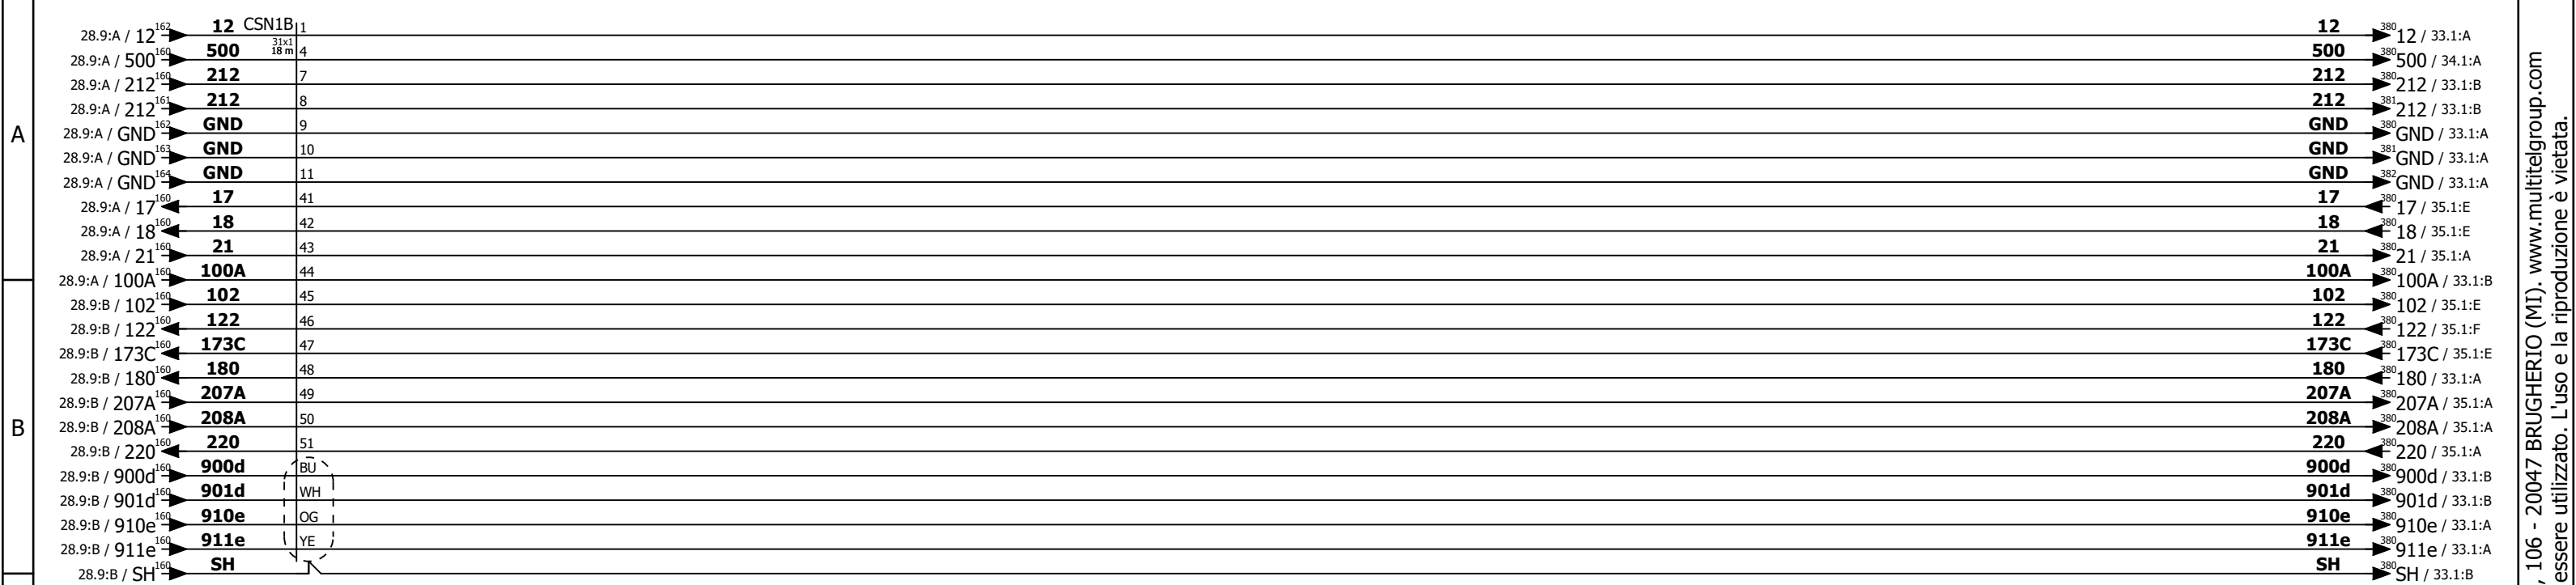 A
B
CSN1B
31x1
18 m
28.9:A / 12 162 12 1 12 380 12 / 33.1:A
28.9:A / 500 160 500 4 500 380 500 / 34.1:A
28.9:A / 212 160 212 7 212 380 212 / 33.1:B
28.9:A / 212 161 212 8 212 381 212 / 33.1:B
28.9:A / GND 162 GND 9 GND 380 GND / 33.1:A
28.9:A / GND 163 GND 10 GND 381 GND / 33.1:A
28.9:A / GND 164 GND 11 GND 382 GND / 33.1:A
28.9:A / 17 160 17 41 17 380 17 / 35.1:E
28.9:A / 18 160 18 42 18 380 18 / 35.1:E
28.9:A / 21 160 21 43 21 380 21 / 35.1:A
28.9:A / 100A 160 100A 44 100A 380 100A / 33.1:B
28.9:B / 102 160 102 45 102 380 102 / 35.1:E
28.9:B / 122 160 122 46 122 380 122 / 35.1:F
28.9:B / 173C 160 173C 47 173C 380 173C / 35.1:E
28.9:B / 180 160 180 48 180 380 180 / 33.1:A
28.9:B / 207A 160 207A 49 207A 380 207A / 35.1:A
28.9:B / 208A 160 208A 50 208A 380 208A / 35.1:A
28.9:B / 220 160 220 51 220 380 220 / 35.1:A
28.9:B / 900d 160 900d BU 900d 380 900d / 33.1:B
28.9:B / 901d 160 901d WH 901d 380 901d / 33.1:B
28.9:B / 910e 160 910e OG 910e 380 910e / 33.1:A
28.9:B / 911e 160 911e YE 911e 380 911e / 33.1:A
28.9:B / SH 160 SH SH 380 SH / 33.1:B
, 106 - 20047 BRUGHERIO (MI). www.multitelgroup.com
essere utilizzato. L'uso e la riproduzione è vietata.